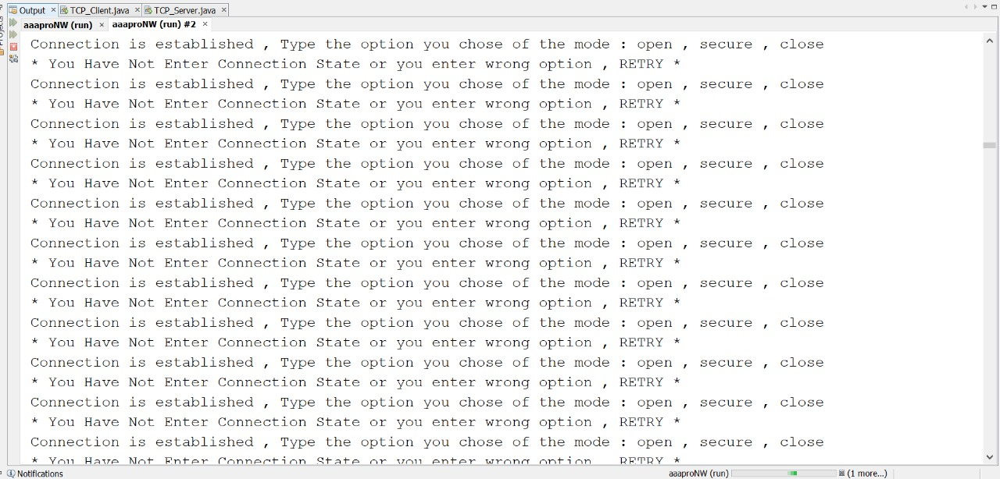 Output
TCP_Client.java
TCP_Server.java
aaaproNW (run)
aaaproNW (run) #2
Connection is established , Type the option you chose of the mode : open , secure , close
* You Have Not Enter Connection State or you enter wrong option , RETRY *
Connection is established , Type the option you chose of the mode : open , secure , close
* You Have Not Enter Connection State or you enter wrong option , RETRY *
Connection is established , Type the option you chose of the mode : open , secure , close
* You Have Not Enter Connection State or you enter wrong option , RETRY *
Connection is established , Type the option you chose of the mode : open , secure , close
* You Have Not Enter Connection State or you enter wrong option , RETRY *
Connection is established , Type the option you chose of the mode : open , secure , close
* You Have Not Enter Connection State or you enter wrong option , RETRY *
Connection is established , Type the option you chose of the mode : open , secure , close
* You Have Not Enter Connection State or you enter wrong option , RETRY *
Connection is established , Type the option you chose of the mode : open , secure , close
* You Have Not Enter Connection State or you enter wrong option , RETRY *
Connection is established , Type the option you chose of the mode : open , secure , close
* You Have Not Enter Connection State or you enter wrong option , RETRY *
Connection is established , Type the option you chose of the mode : open , secure , close
* You Have Not Enter Connection State or you enter wrong option , RETRY *
Connection is established , Type the option you chose of the mode : open , secure , close
* You Have Not Enter Connection State or you enter wrong option , RETRY *
Connection is established , Type the option you chose of the mode : open , secure , close
* You Have Not Enter Connection State or you enter wrong option , RETRY *
Notifications
aaaproNW (run)
(1 more...)